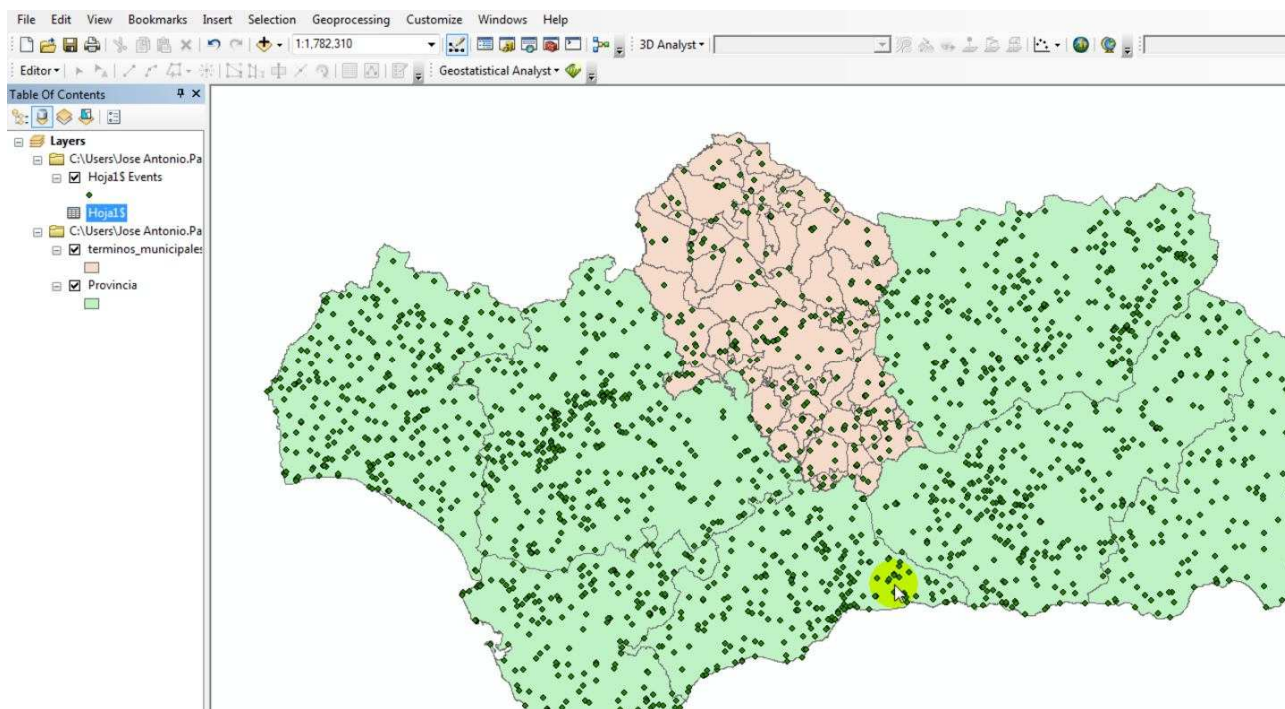 File Edit View Bookmarks Insert Selection Geoprocessing Customize Windows Help
1:1,782,310 3D Analyst
Editor Geostatistical Analyst
Table Of Contents
Layers
C:\Users\Jose Antonio.Pa
Hoja1$ Events
Hoja1$
C:\Users\Jose Antonio.Pa
terminos_municipales
Provincia